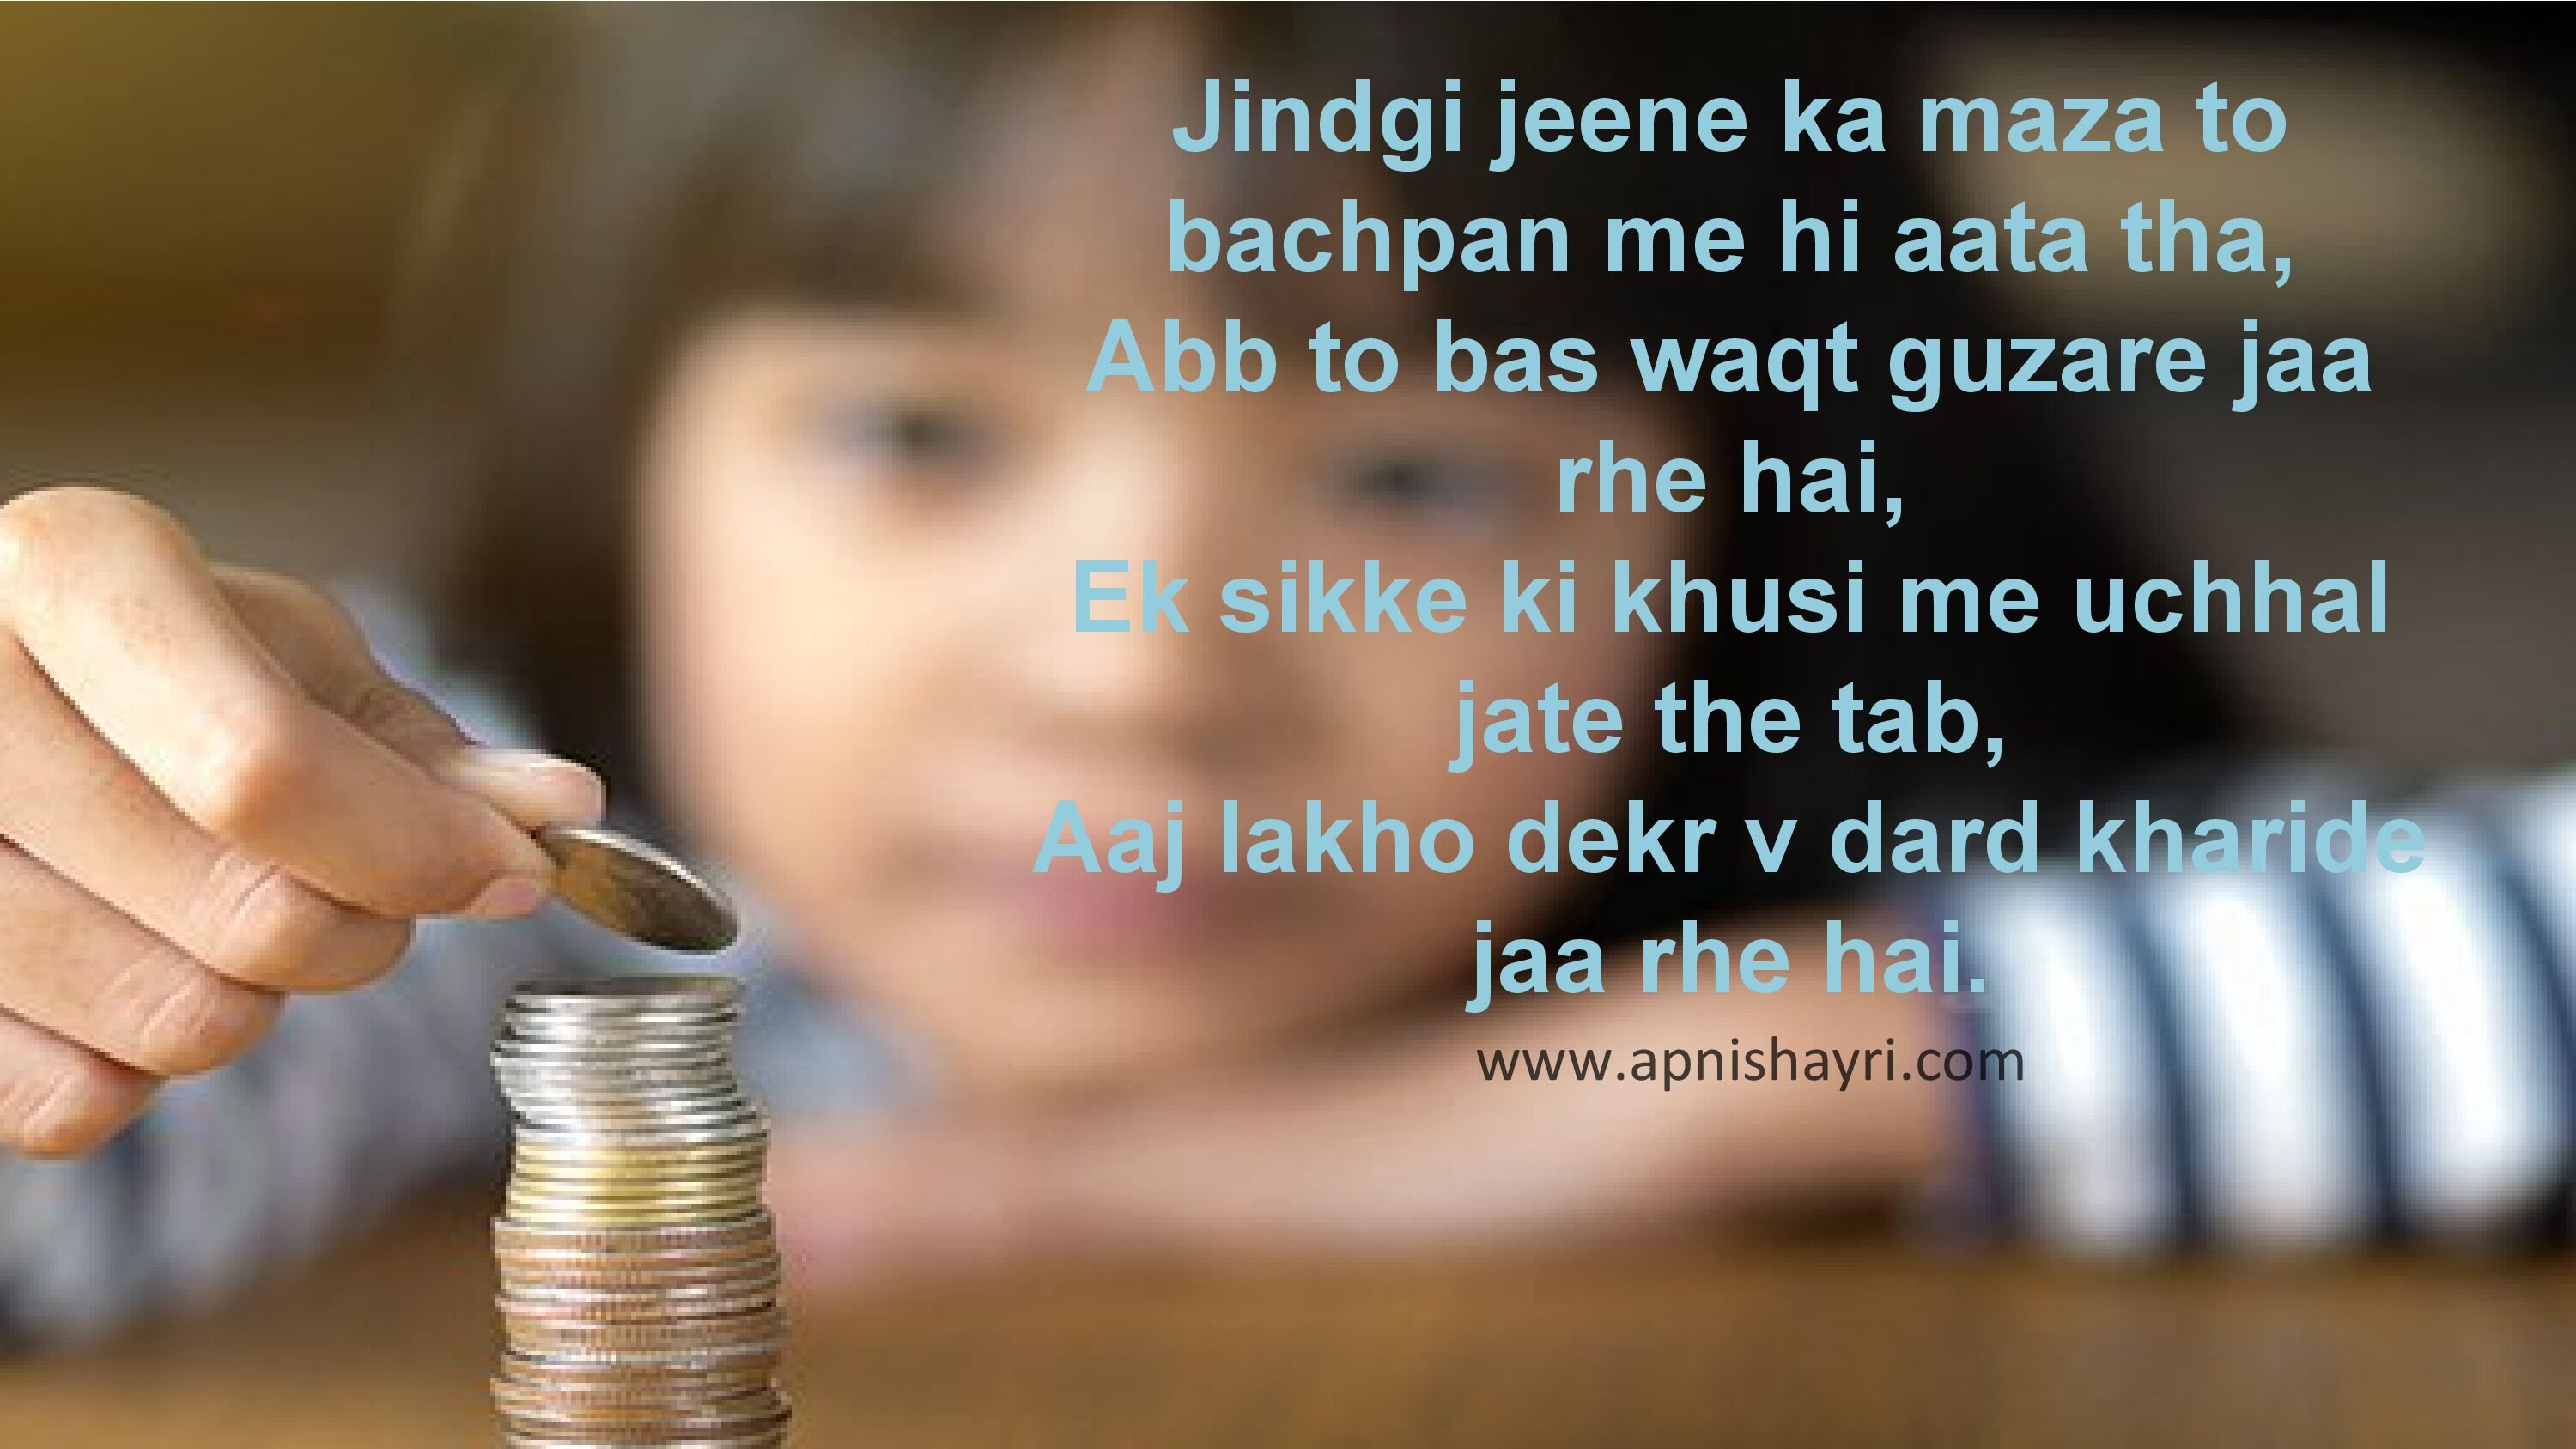 Jindgi jeene ka maza to
bachpan me hi aata tha,
Abb to bas waqt guzare jaa
rhe hai,
Ek sikke ki khusi me uchhal
jate the tab,
Aaj lakho dekr v dard kharide
jaa rhe hai.
www.apnishayri.com